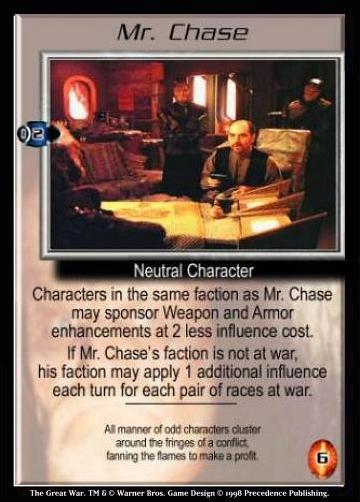 Mr. Chase
2
Neutral Character
Characters in the same faction as Mr. Chase
may sponsor Weapon and Armor
enhancements at 2 less influence cost.
If Mr. Chase's faction is not at war,
his faction may apply 1 additional influence
each turn for each pair of races at war.
All manner of odd characters cluster
around the fringes of a conflict,
fanning the flames to make a profit.
6
The Great War. TM & © Warner Bros. Game Design © 1998 Precedence Publishing.